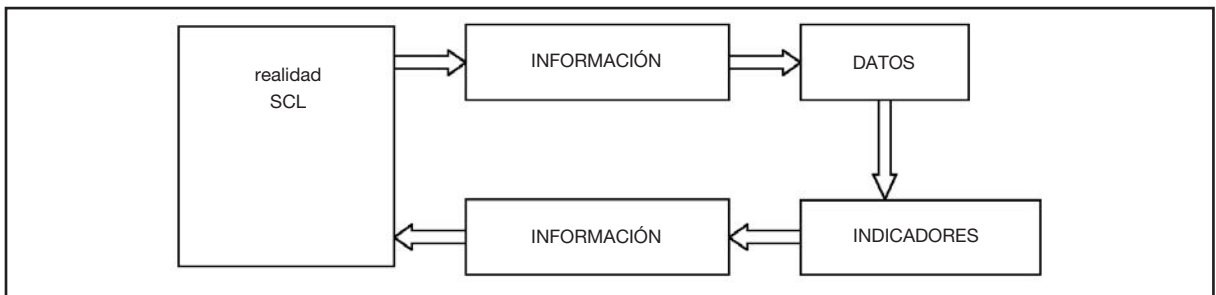 realidad
SCL
INFORMACIÓN
DATOS
INFORMACIÓN
INDICADORES